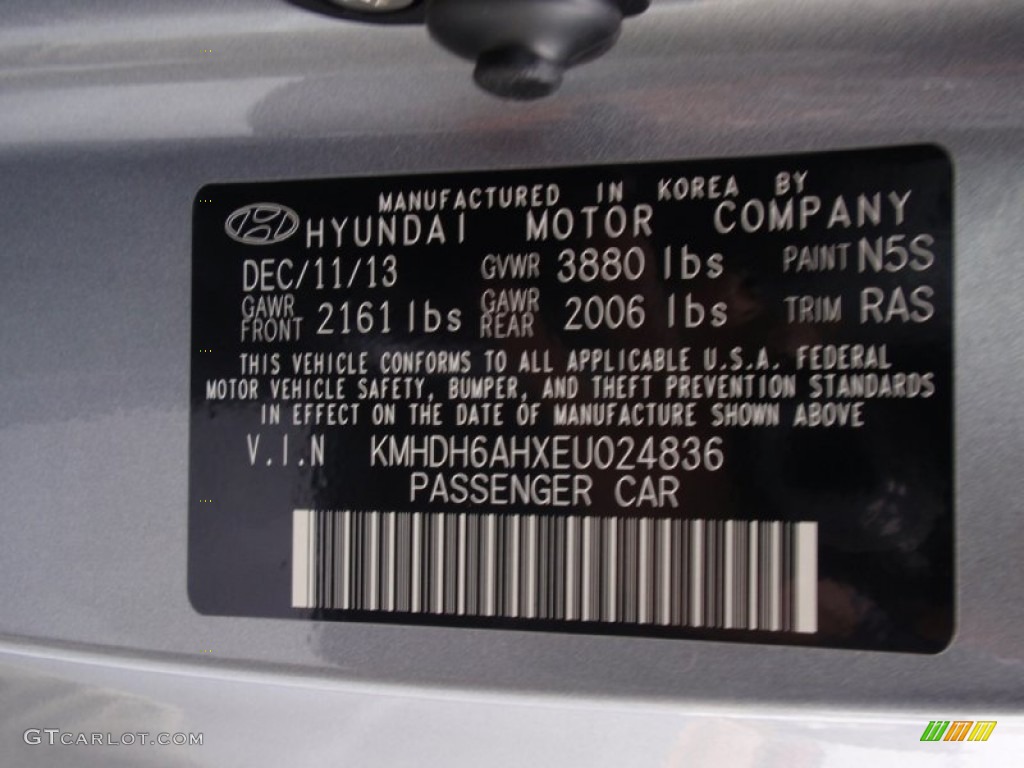 MANUFACTURED IN KOREA BY
HYUNDAI MOTOR COMPANY
DEC/11/13 GVWR 3880 lbs PAINT N5S
GAWR FRONT 2161 lbs GAWR REAR 2006 lbs TRIM RAS
THIS VEHICLE CONFORMS TO ALL APPLICABLE U.S.A. FEDERAL
MOTOR VEHICLE SAFETY, BUMPER, AND THEFT PREVENTION STANDARDS
IN EFFECT ON THE DATE OF MANUFACTURE SHOWN ABOVE
V.I.N KMHDH6AHXEU024836
PASSENGER CAR
GTCARLOT.COM